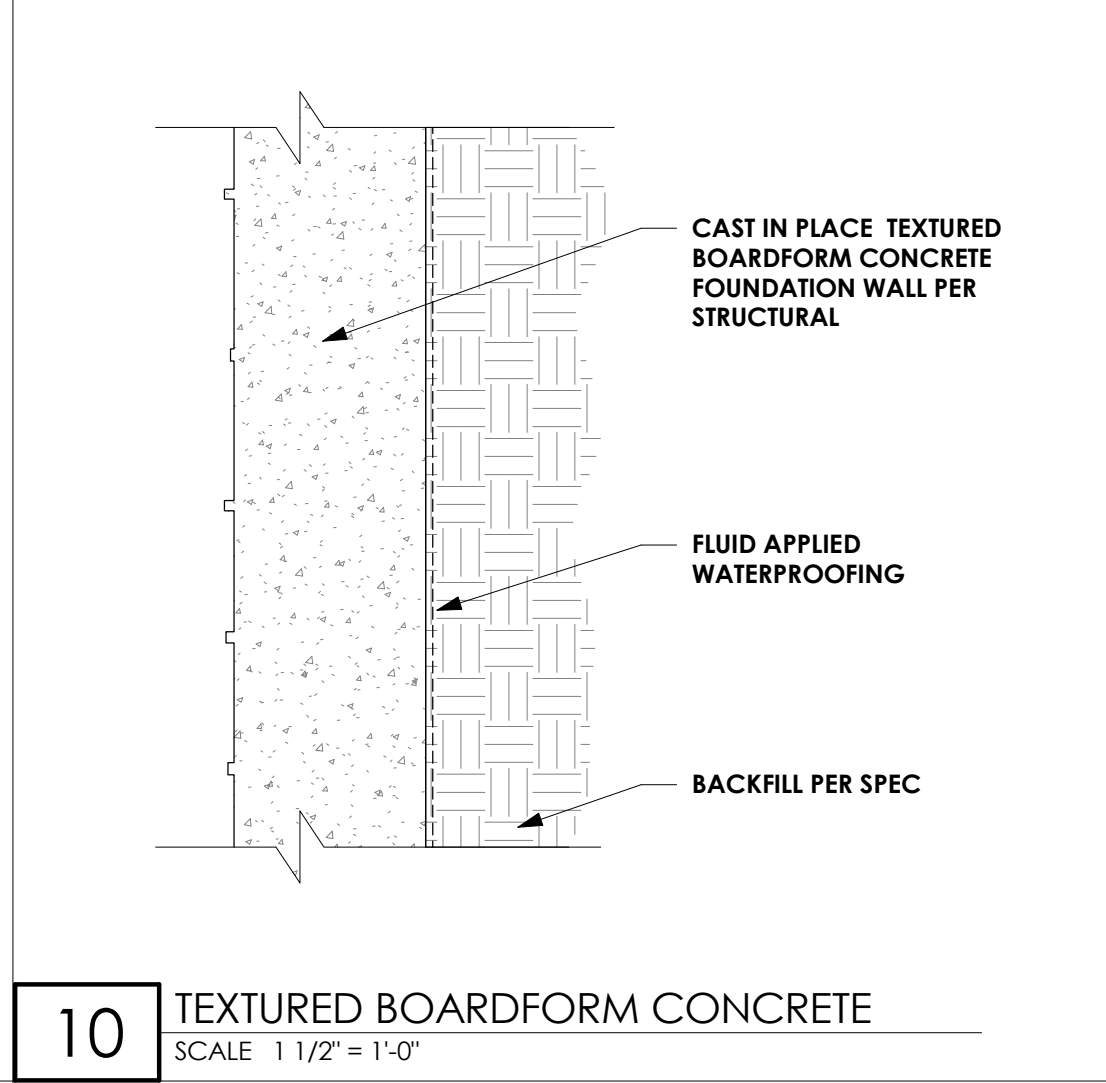 CAST IN PLACE TEXTURED
BOARDFORM CONCRETE
FOUNDATION WALL PER
STRUCTURAL
FLUID APPLIED
WATERPROOFING
BACKFILL PER SPEC
10
TEXTURED BOARDFORM CONCRETE
SCALE 1 1/2" = 1'-0"